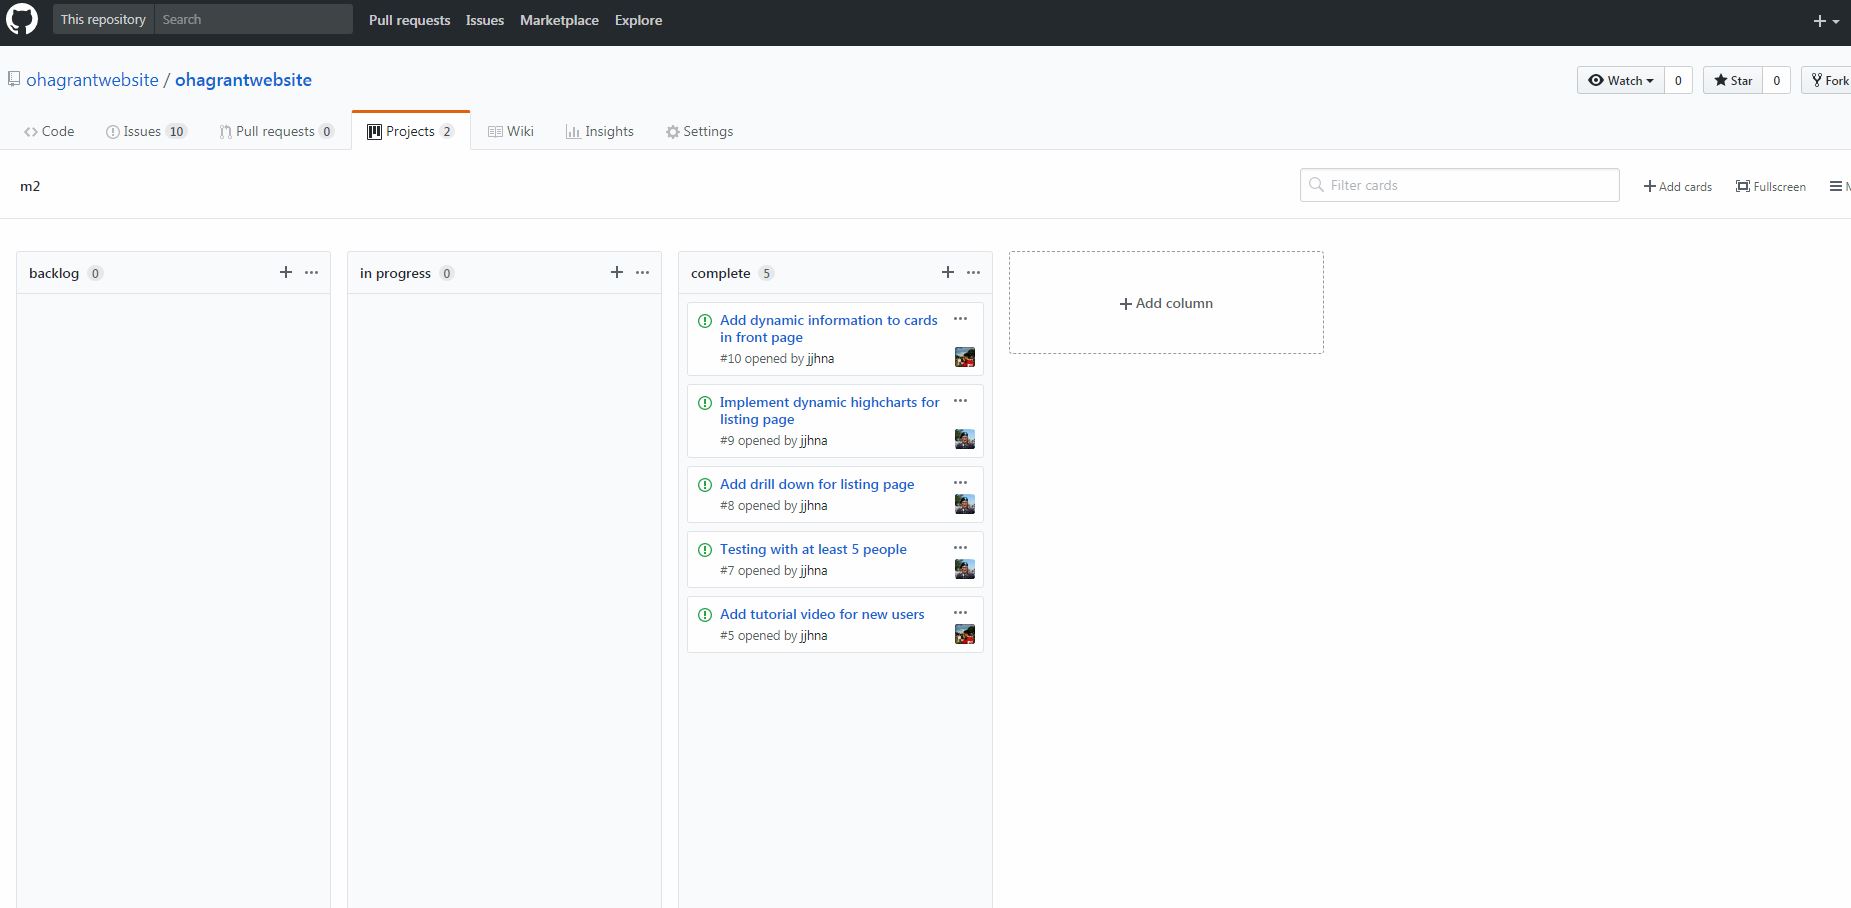 This repository Search Pull requests Issues Marketplace Explore
ohagrantwebsite / ohagrantwebsite Watch 0 Star 0 Fork
Code Issues 10 Pull requests 0 Projects 2 Wiki Insights Settings
m2 Filter cards Add cards Fullscreen M
backlog 0
in progress 0
complete 5
Add dynamic information to cards
in front page
#10 opened by jjhna
Implement dynamic highcharts for
listing page
#9 opened by jjhna
Add drill down for listing page
#8 opened by jjhna
Testing with at least 5 people
#7 opened by jjhna
Add tutorial video for new users
#5 opened by jjhna
Add column